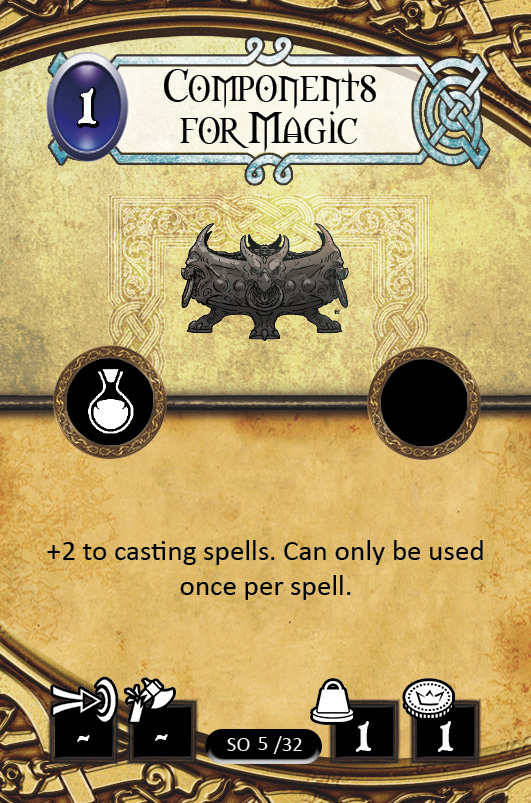 1
Components
for Magic
+2 to casting spells. Can only be used
once per spell.
~ ~ SO 5/32 1 1